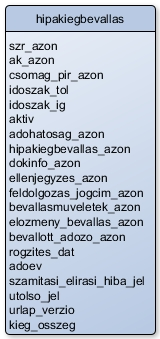 hipakiegbevallas
szr_azon
ak_azon
csomag_pir_azon
idoszak_tol
idoszak_ig
aktiv
adohatosag_azon
hipakiegbevallas_azon
dokinfo_azon
ellenjegyzes_azon
feldolgozas_jogcim_azon
bevallasmuveletek_azon
elozmeny_bevallas_azon
bevallott_adozo_azon
rogzites_dat
adoev
szamitasi_elirasi_hiba_jel
utolso_jel
urlap_verzio
kieg_osszeg